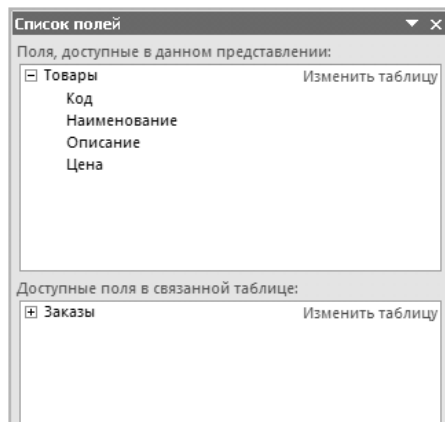 Список полей
Поля, доступные в данном представлении:
Товары Изменить таблицу
Код
Наименование
Описание
Цена
Доступные поля в связанной таблице:
Заказы Изменить таблицу